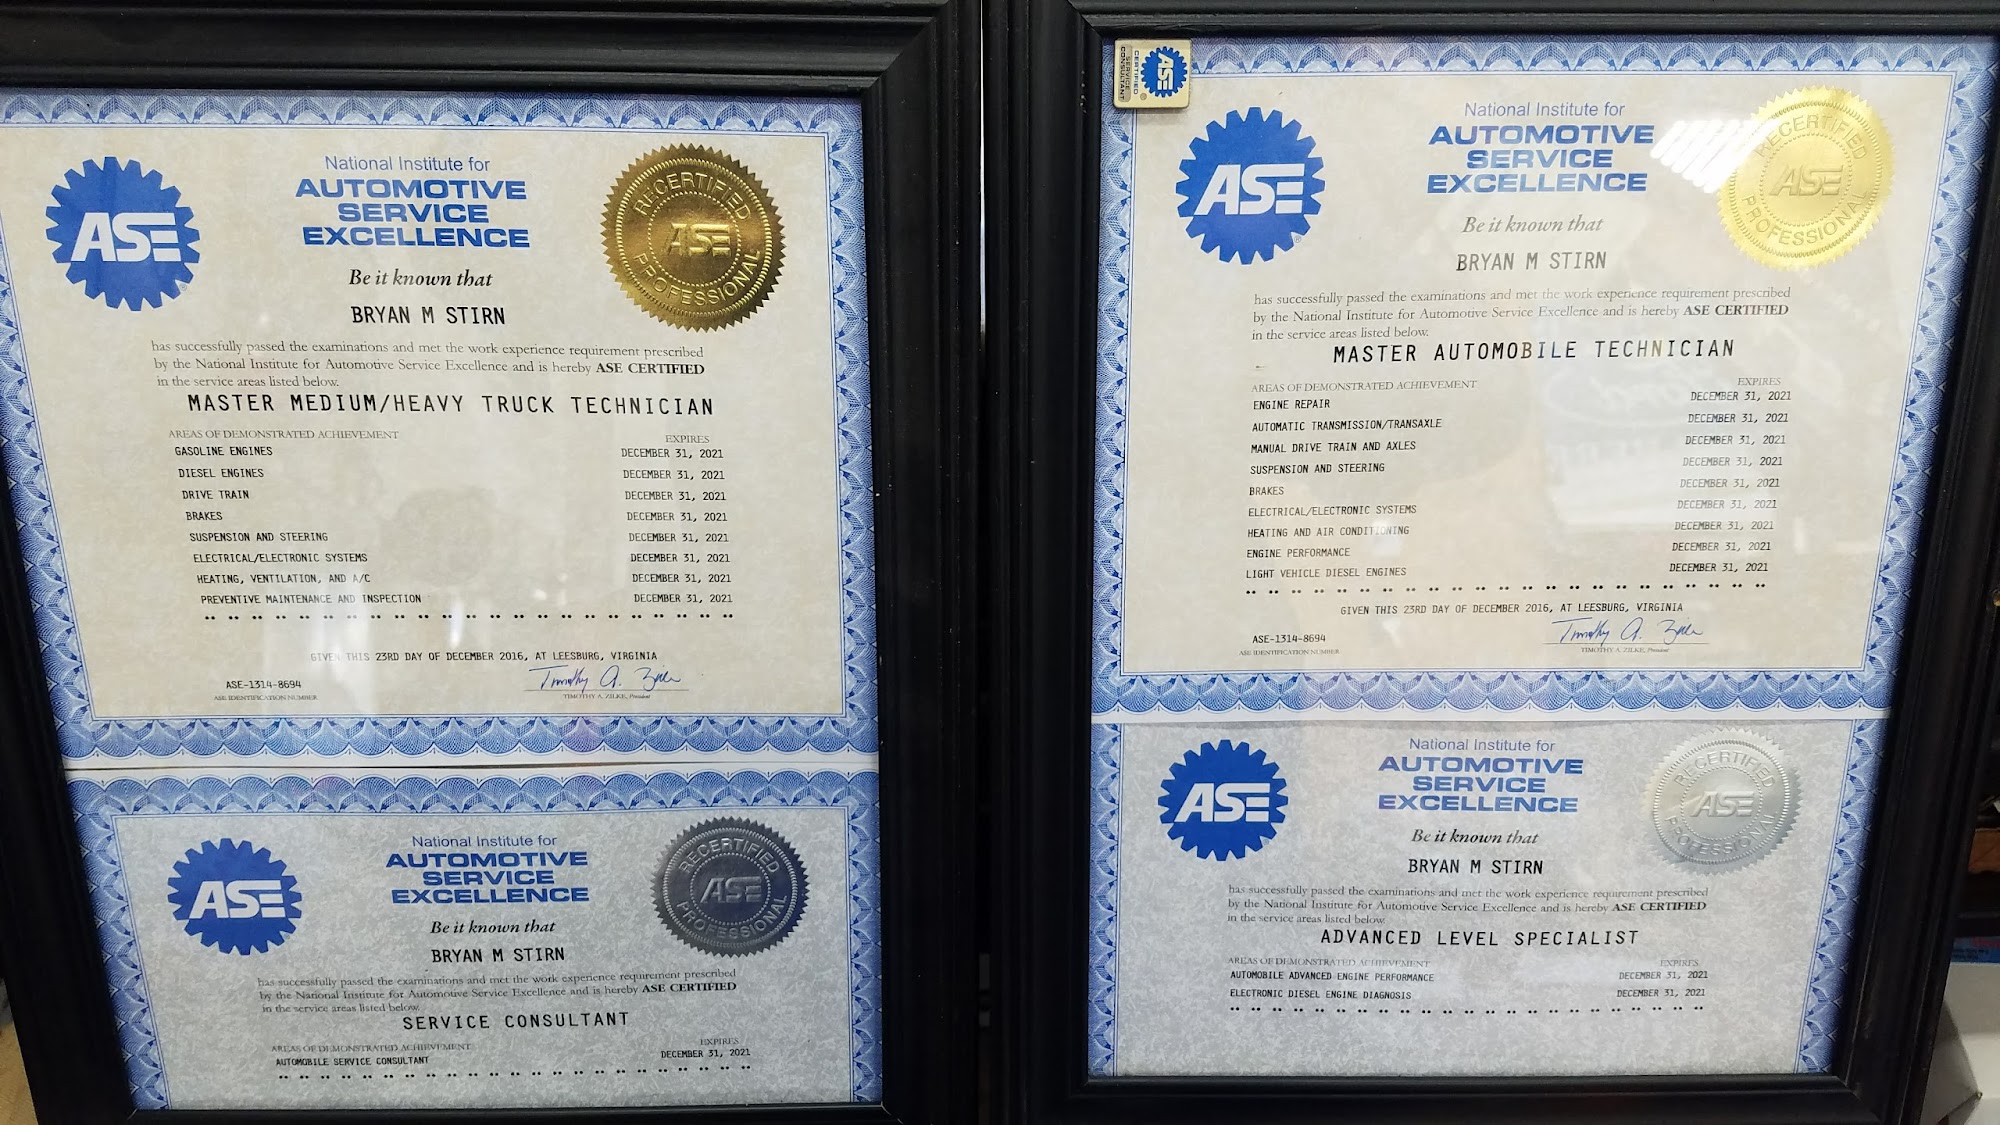 ASE
National Institute for
AUTOMOTIVE
SERVICE
EXCELLENCE
RECERTIFIED
ASE
PROFESSIONAL
Be it known that
BRYAN M STIRN
has successfully passed the examinations and met the work experience requirement prescribed
by the National Institute for Automotive Service Excellence and is hereby ASE CERTIFIED
in the service areas listed below.
MASTER MEDIUM/HEAVY TRUCK TECHNICIAN
AREAS OF DEMONSTRATED ACHIEVEMENT EXPIRES
GASOLINE ENGINES DECEMBER 31, 2021
DIESEL ENGINES DECEMBER 31, 2021
DRIVE TRAIN DECEMBER 31, 2021
BRAKES DECEMBER 31, 2021
SUSPENSION AND STEERING DECEMBER 31, 2021
ELECTRICAL/ELECTRONIC SYSTEMS DECEMBER 31, 2021
HEATING, VENTILATION, AND A/C DECEMBER 31, 2021
PREVENTIVE MAINTENANCE AND INSPECTION DECEMBER 31, 2021
GIVEN THIS 23RD DAY OF DECEMBER 2016, AT LEESBURG, VIRGINIA
ASE-1314-8694
ASE IDENTIFICATION NUMBER
Timothy A. Zilke
TIMOTHY A. ZILKE, President
ASE
National Institute for
AUTOMOTIVE
SERVICE
EXCELLENCE
RECERTIFIED
ASE
PROFESSIONAL
Be it known that
BRYAN M STIRN
has successfully passed the examinations and met the work experience requirement prescribed
by the National Institute for Automotive Service Excellence and is hereby ASE CERTIFIED
in the service areas listed below.
SERVICE CONSULTANT
AREAS OF DEMONSTRATED ACHIEVEMENT EXPIRES
AUTOMOBILE SERVICE CONSULTANT DECEMBER 31, 2021
ASE
CERTIFIED
SERVICE
CONSULTANT
ASE
National Institute for
AUTOMOTIVE
SERVICE
EXCELLENCE
RECERTIFIED
ASE
PROFESSIONAL
Be it known that
BRYAN M STIRN
has successfully passed the examinations and met the work experience requirement prescribed
by the National Institute for Automotive Service Excellence and is hereby ASE CERTIFIED
in the service areas listed below.
MASTER AUTOMOBILE TECHNICIAN
AREAS OF DEMONSTRATED ACHIEVEMENT EXPIRES
ENGINE REPAIR DECEMBER 31, 2021
AUTOMATIC TRANSMISSION/TRANSAXLE DECEMBER 31, 2021
MANUAL DRIVE TRAIN AND AXLES DECEMBER 31, 2021
SUSPENSION AND STEERING DECEMBER 31, 2021
BRAKES DECEMBER 31, 2021
ELECTRICAL/ELECTRONIC SYSTEMS DECEMBER 31, 2021
HEATING AND AIR CONDITIONING DECEMBER 31, 2021
ENGINE PERFORMANCE DECEMBER 31, 2021
LIGHT VEHICLE DIESEL ENGINES DECEMBER 31, 2021
GIVEN THIS 23RD DAY OF DECEMBER 2016, AT LEESBURG, VIRGINIA
ASE-1314-8694
ASE IDENTIFICATION NUMBER
Timothy A. Zilke
TIMOTHY A. ZILKE, President
ASE
National Institute for
AUTOMOTIVE
SERVICE
EXCELLENCE
RECERTIFIED
ASE
PROFESSIONAL
Be it known that
BRYAN M STIRN
has successfully passed the examinations and met the work experience requirement prescribed
by the National Institute for Automotive Service Excellence and is hereby ASE CERTIFIED
in the service areas listed below.
ADVANCED LEVEL SPECIALIST
AREAS OF DEMONSTRATED ACHIEVEMENT EXPIRES
AUTOMOBILE ADVANCED ENGINE PERFORMANCE DECEMBER 31, 2021
ELECTRONIC DIESEL ENGINE DIAGNOSIS DECEMBER 31, 2021